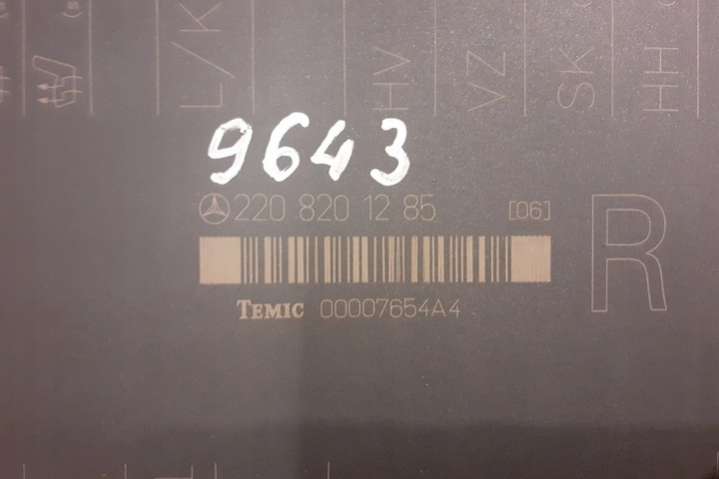 L/K
HV
VZ
SK
HH
9643
220 820 12 85 [06]
R
TEMIC 00007654A4